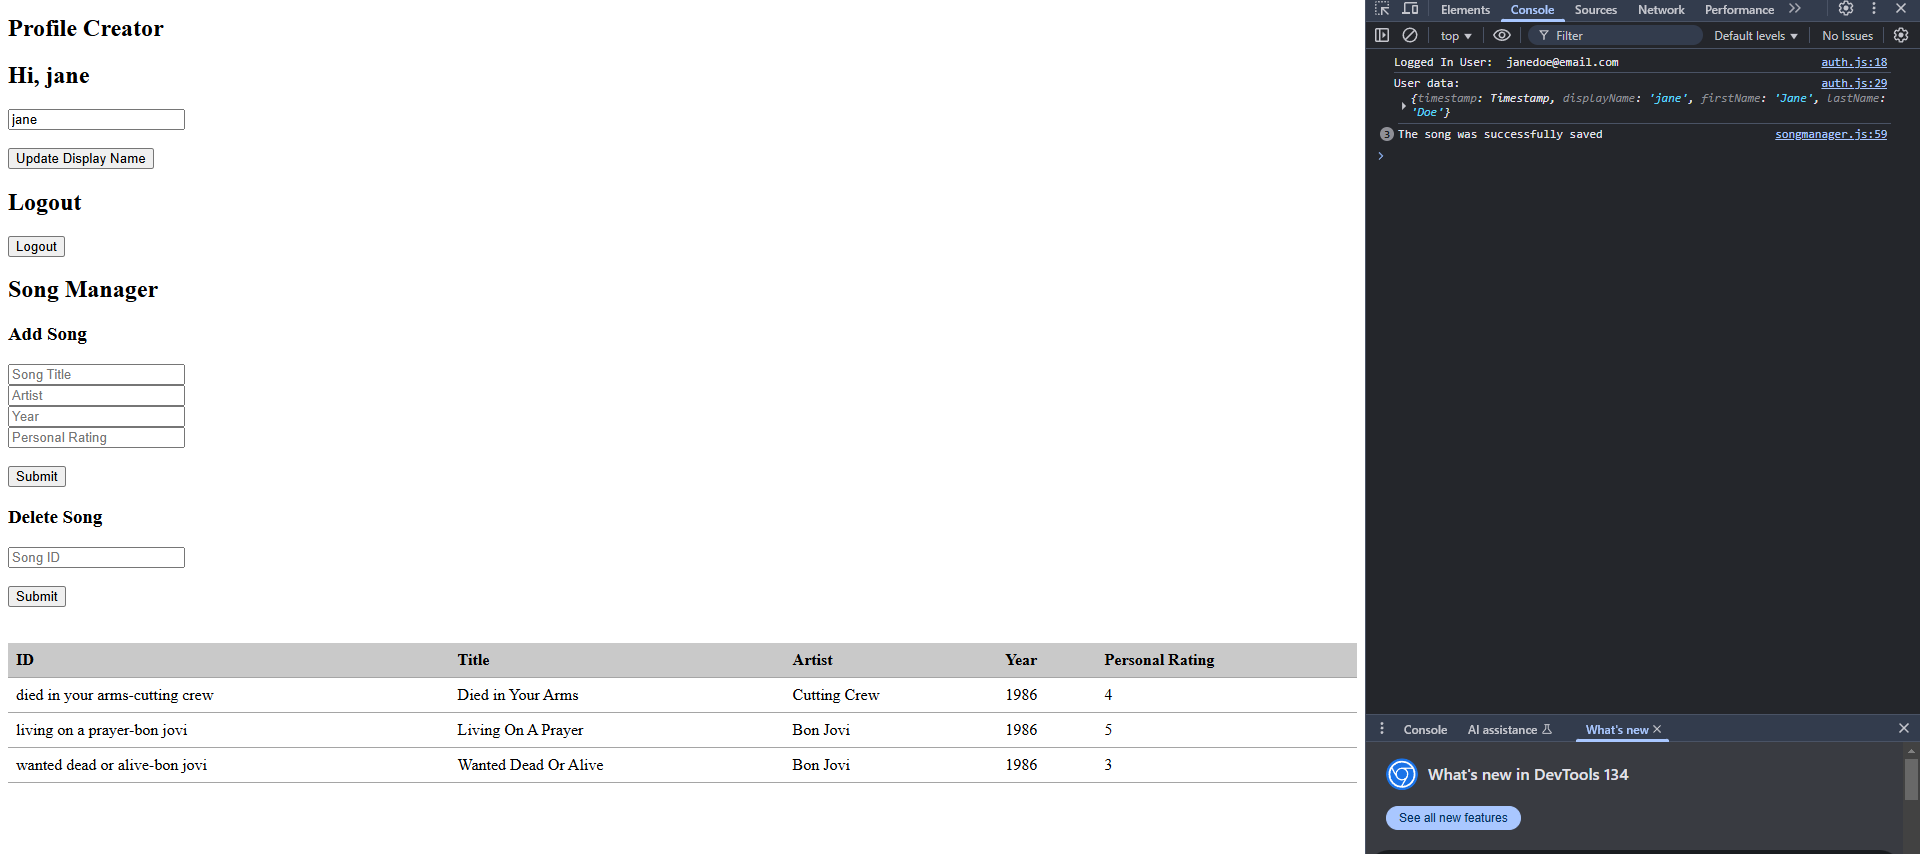 Profile Creator
Hi, jane
jane
Update Display Name
Logout
Logout
Song Manager
Add Song
Song Title
Artist
Year
Personal Rating
Submit
Delete Song
Song ID
Submit
ID Title Artist Year Personal Rating
died in your arms-cutting crew Died in Your Arms Cutting Crew 1986 4
living on a prayer-bon jovi Living On A Prayer Bon Jovi 1986 5
wanted dead or alive-bon jovi Wanted Dead Or Alive Bon Jovi 1986 3
Elements Console Sources Network Performance
top Filter Default levels No Issues
Logged In User: janedoe@email.com auth.js:18
User data: auth.js:29
{timestamp: Timestamp, displayName: 'jane', firstName: 'Jane', lastName:
'Doe'}
3 The song was successfully saved songmanager.js:59
Console AI assistance What's new
What's new in DevTools 134
See all new features